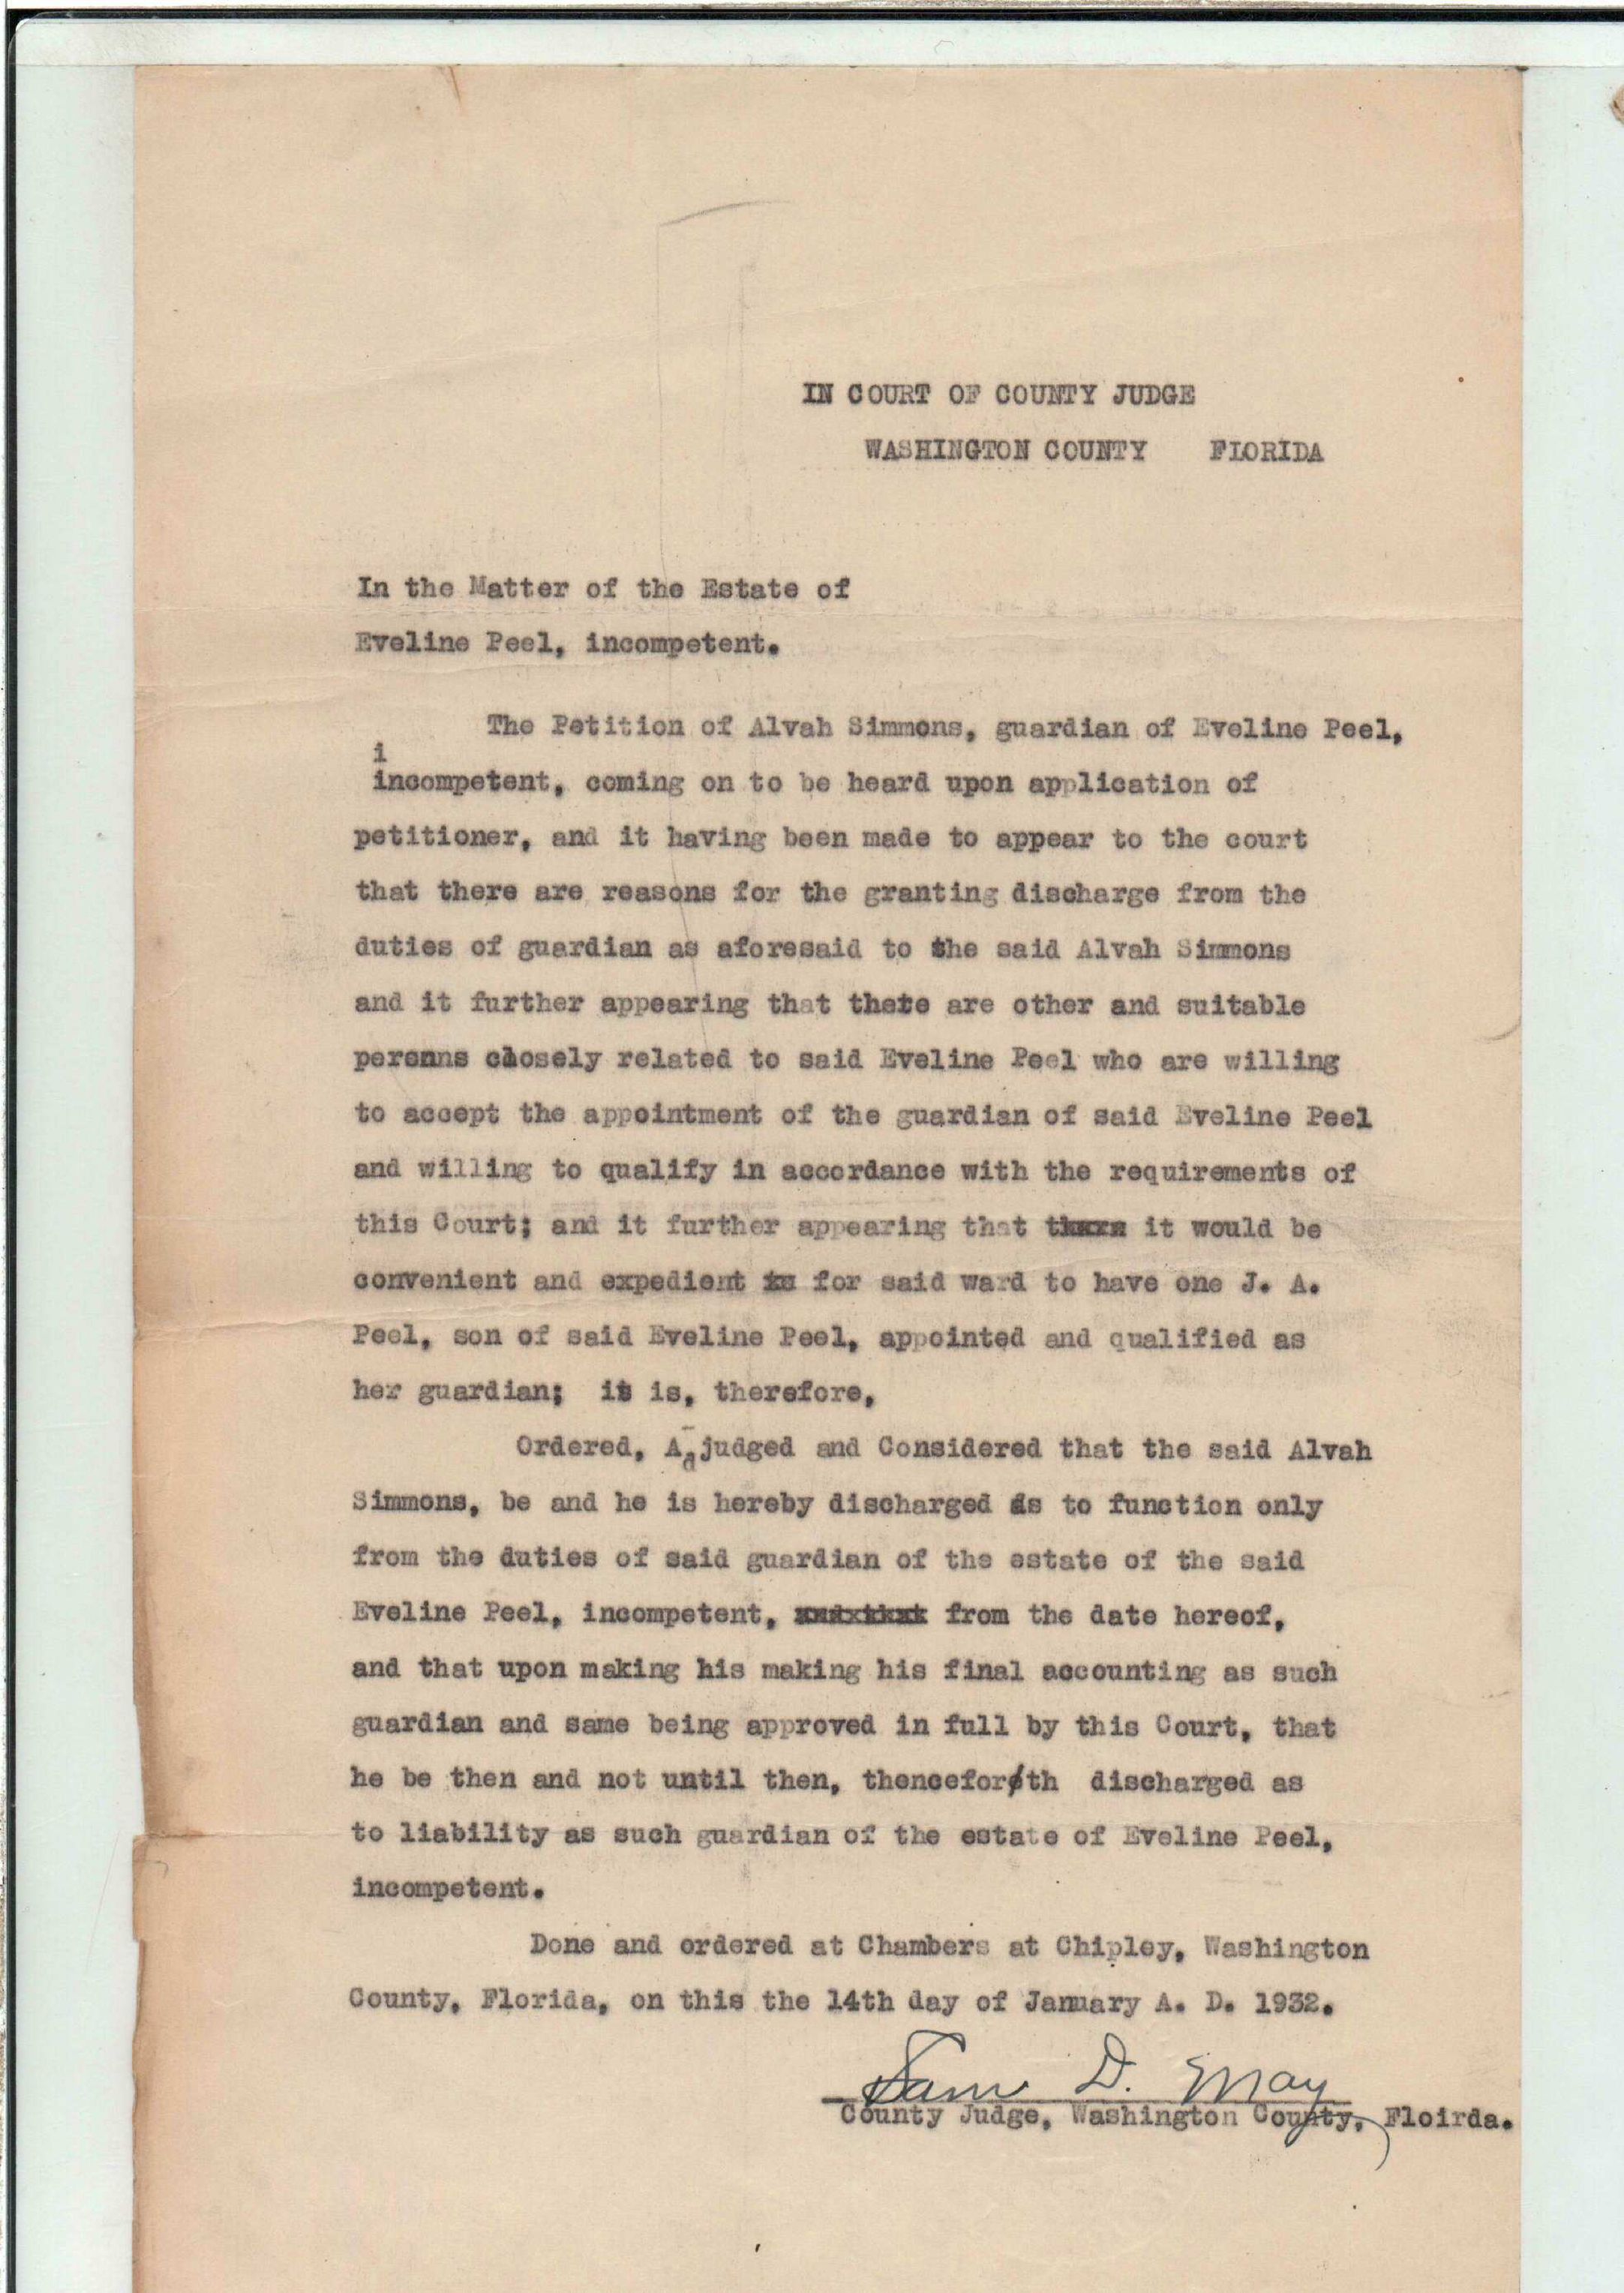 IN COURT OF COUNTY JUDGE
WASHINGTON COUNTY FLORIDA
In the Matter of the Estate of
Eveline Peel, incompetent.
The Petition of Alvah Simmons, guardian of Eveline Peel,
i
incompetent, coming on to be heard upon application of
petitioner, and it having been made to appear to the court
that there are reasons for the granting discharge from the
duties of guardian as aforesaid to the said Alvah Simmons
and it further appearing that there are other and suitable
persnns closely related to said Eveline Peel who are willing
to accept the appointment of the guardian of said Eveline Peel
and willing to qualify in accordance with the requirements of
this Court; and it further appearing that it would be
convenient and expedient for said ward to have one J. A.
Peel, son of said Eveline Peel, appointed and qualified as
her guardian; it is, therefore,
Ordered, Adjudged and Considered that the said Alvah
Simmons, be and he is hereby discharged as to function only
from the duties of said guardian of the estate of the said
Eveline Peel, incompetent, from the date hereof,
and that upon making his making his final accounting as such
guardian and same being approved in full by this Court, that
he be then and not until then, thenceforth discharged as
to liability as such guardian of the estate of Eveline Peel,
incompetent.
Done and ordered at Chambers at Chipley, Washington
County, Florida, on this the 14th day of January A. D. 1932.
Sam D. May
County Judge, Washington County, Floirda.